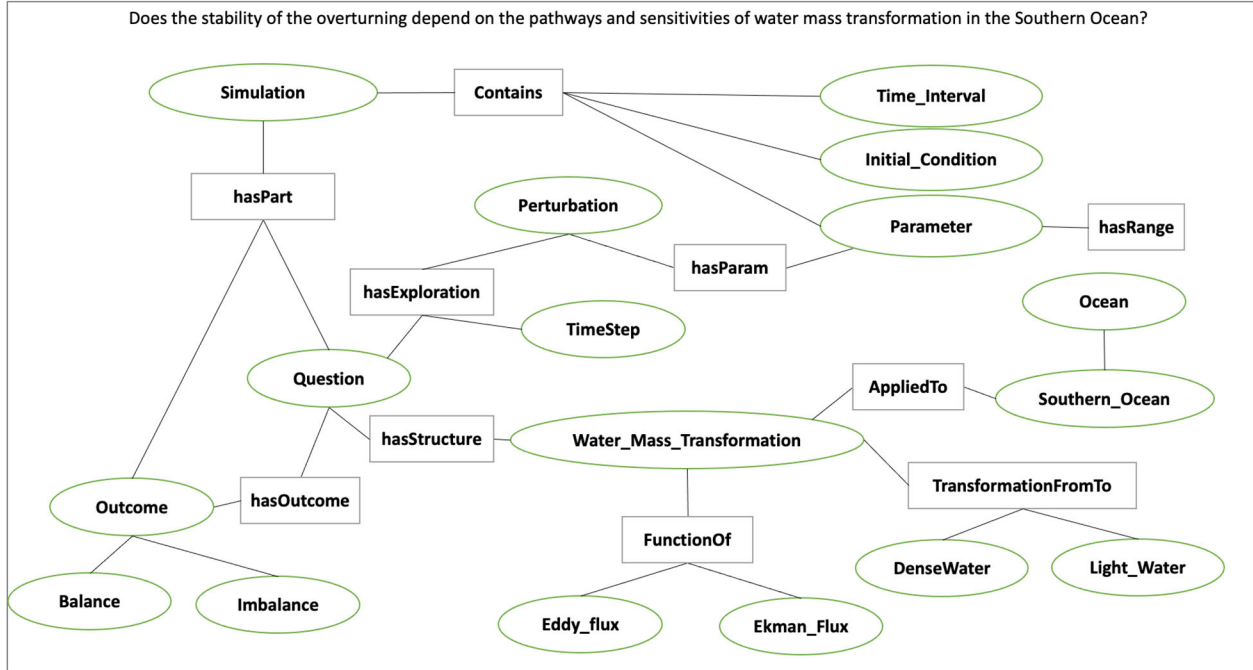 Does the stability of the overturning depend on the pathways and sensitivities of water mass transformation in the Southern Ocean?
Simulation
Contains
Time_Interval
Initial_Condition
hasPart
Perturbation
Parameter
hasRange
hasParam
hasExploration
Ocean
TimeStep
Question
AppliedTo
Southern_Ocean
hasStructure
Water_Mass_Transformation
TransformationFromTo
Outcome
hasOutcome
FunctionOf
DenseWater
Light_Water
Balance
Imbalance
Eddy_flux
Ekman_Flux